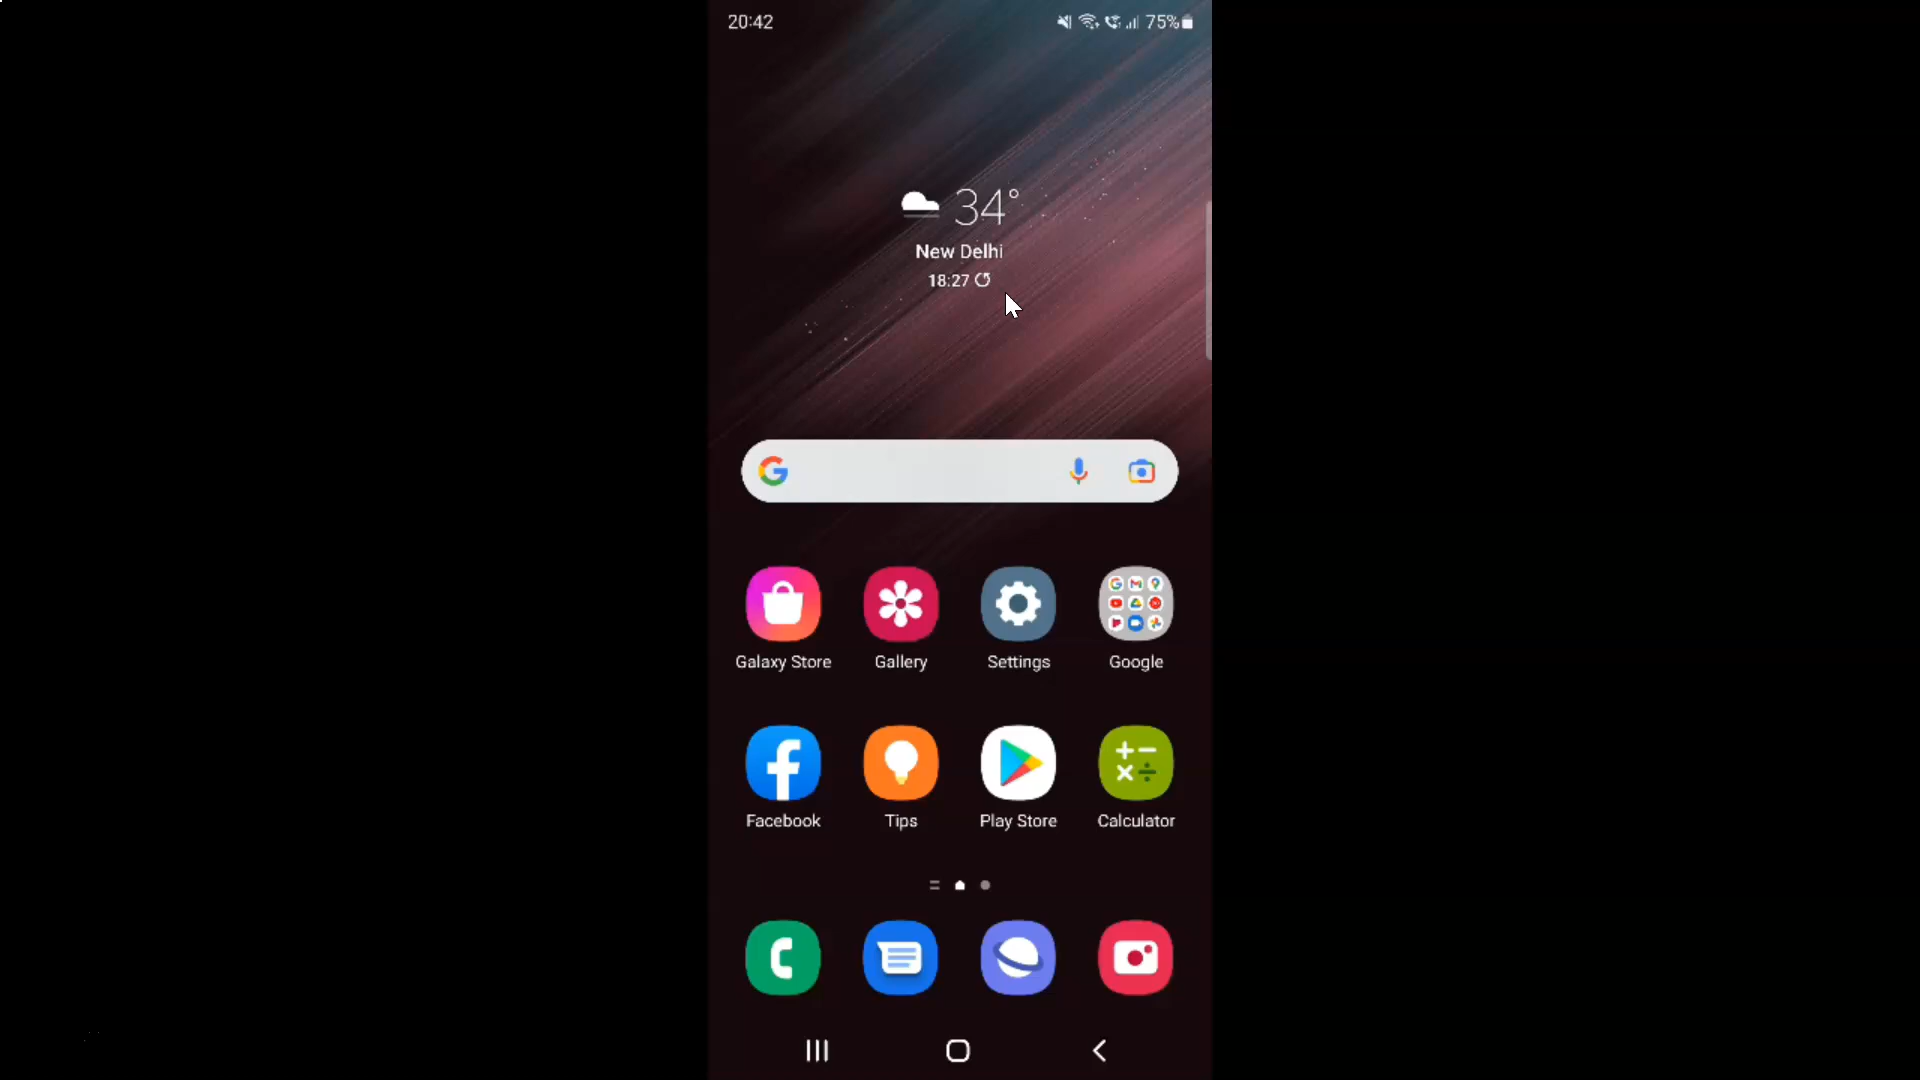 20:42
75%
34°
New Delhi
18:27
Galaxy Store
Gallery
Settings
Google
Facebook
Tips
Play Store
Calculator